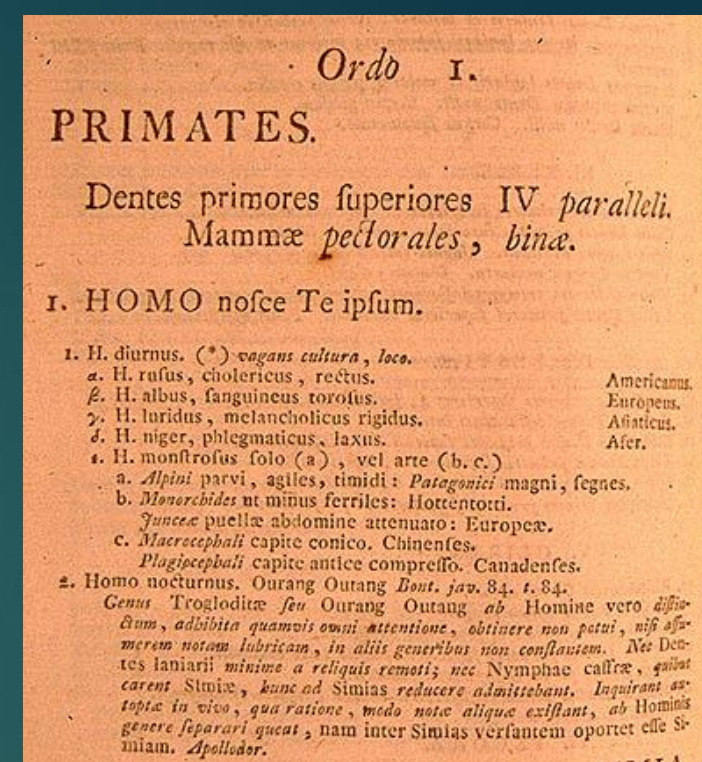 Ordo I.
PRIMATES.
Dentes primores ſuperiores IV paralleli.
Mammæ pectorales, binæ.
1. HOMO noſce Te ipſum.
1. H. diurnus. (*) vagans cultura, loco.
α. H. rufus, cholericus, rectus. Americanus.
β. H. albus, ſanguineus toroſus. Europeus.
γ. H. luridus, melancholicus rigidus. Aſiaticus.
δ. H. niger, phlegmaticus, laxus. Afer.
ε. H. monſtroſus ſolo (a), vel arte (b. c.)
a. Alpini parvi, agiles, timidi: Patagonici magni, ſegnes.
b. Monorchides ut minus ferriles: Hottentotti.
Junceæ puellæ abdomine attenuato: Europeæ.
c. Macrocephali capite conico. Chinenſes.
Plagiocephali capite antice compreſſo. Canadenſes.
2. Homo nocturnus. Ourang Outang Bont. jav. 84. t. 84.
Genus Trogloditæ ſeu Ourang Outang ab Homine vero diſtin-
ctum, adhibita quamvis omni attentione, obtinere non potui, niſi aſſu-
merem notam lubricam, in aliis generibus non conſtantem. Nec Den-
tes laniarii minime a reliquis remoti; nec Nymphae caffræ, quibus
carent Simiæ, hunc ad Simias reducere admittebant. Inquirant au-
toptæ in vivo, qua ratione, modo notæ aliquæ exiſtant, ab Hominis
genere ſeparari queat, nam inter Simias verſantem oportet eſſe Si-
miam. Apollodor.